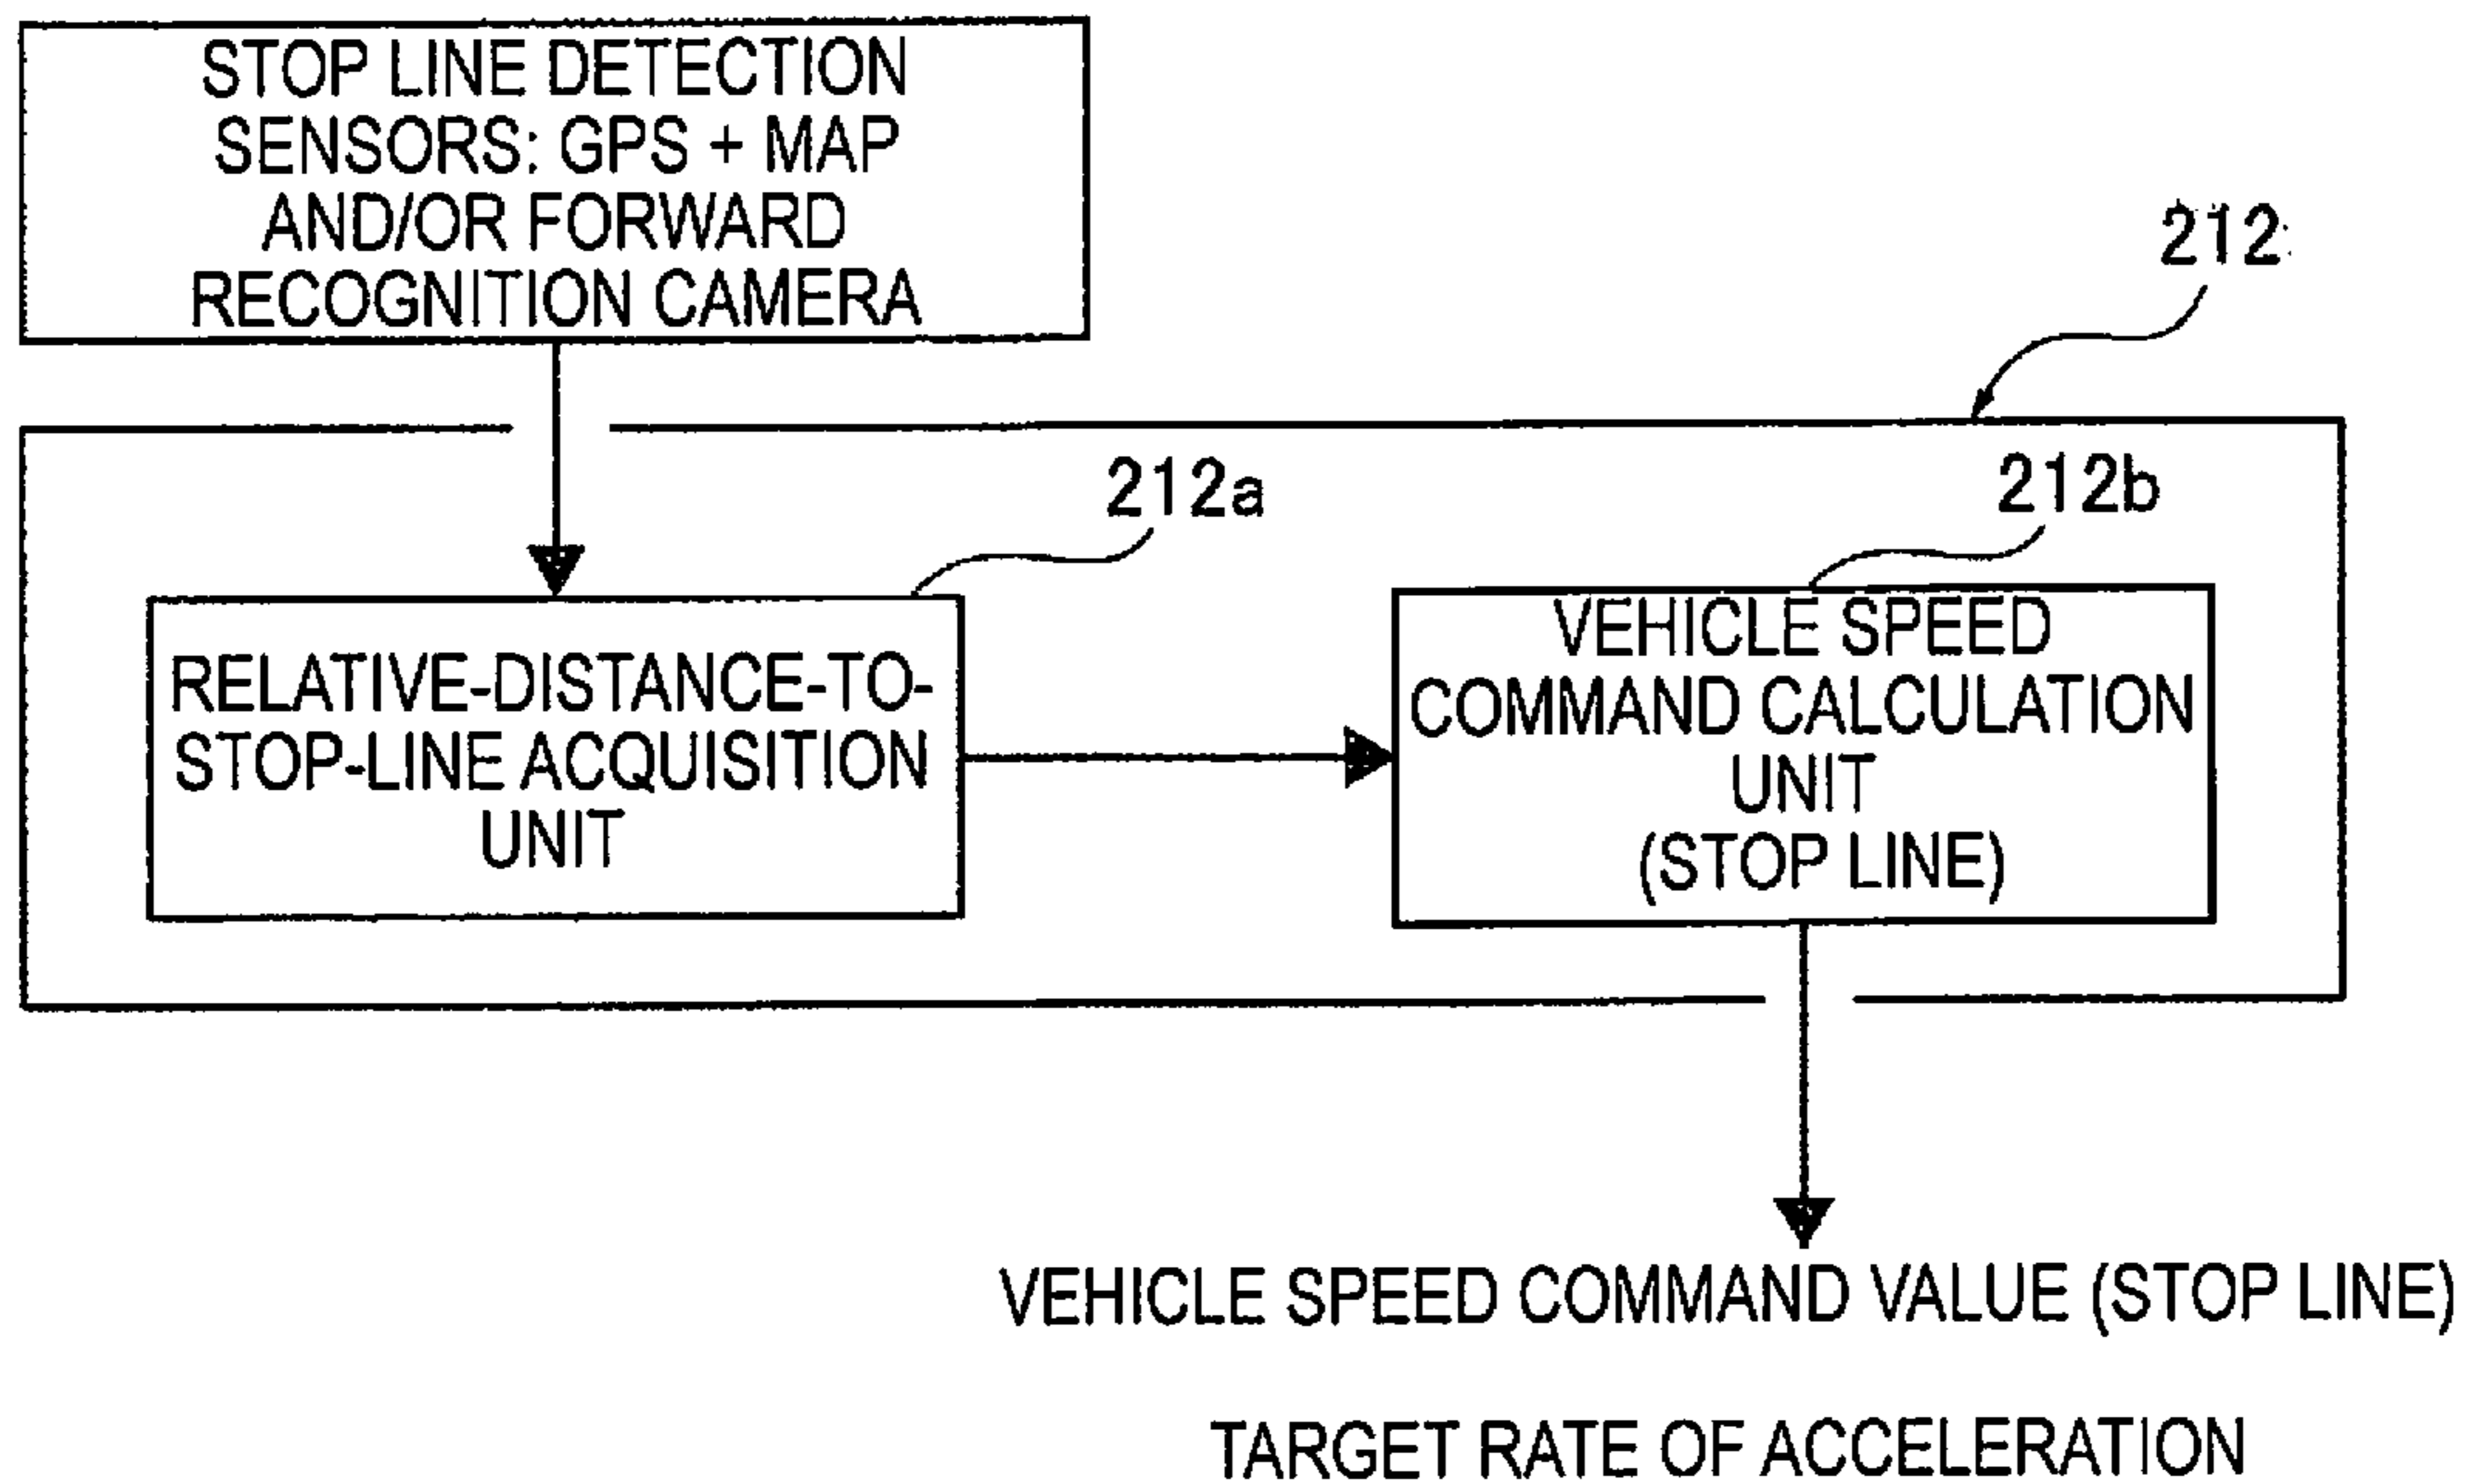 STOP LINE DETECTION
SENSORS: GPS + MAP
AND/OR FORWARD
RECOGNITION CAMERA
212
212a
212b
RELATIVE-DISTANCE-TO-
STOP-LINE ACQUISITION
UNIT
VEHICLE SPEED
COMMAND CALCULATION
UNIT
(STOP LINE)
VEHICLE SPEED COMMAND VALUE (STOP LINE)
TARGET RATE OF ACCELERATION